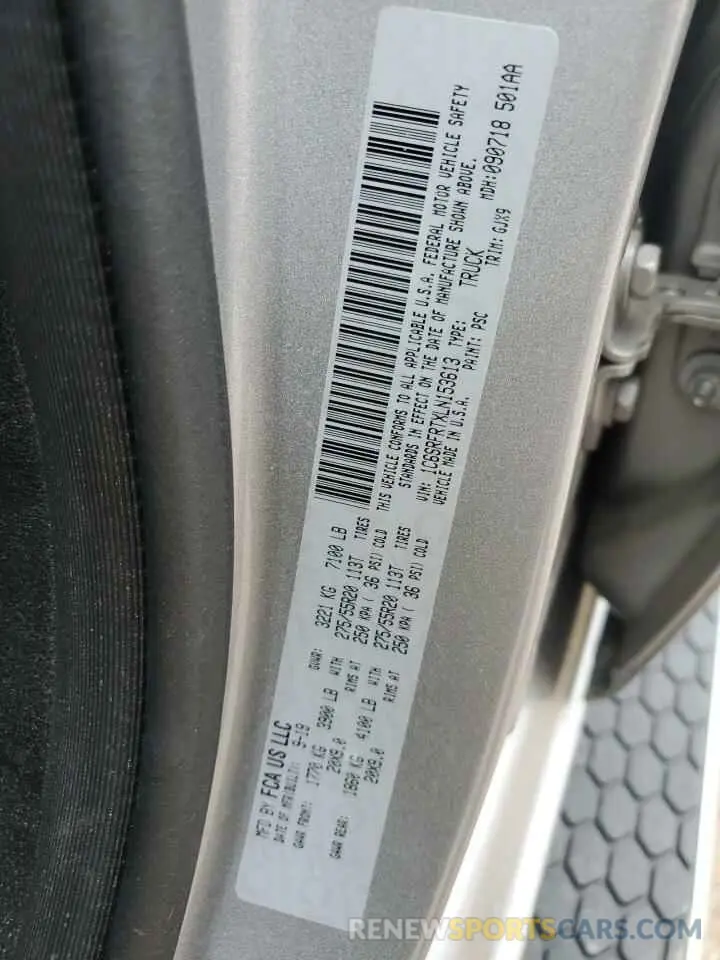 MFD BY FCA US LLC
DATE OF MFR/BUILT: 9-19
GVWR: 3221 KG 7100 LB
GAWR FRONT: 1770 KG 3900 LB WITH 275/55R20 113T TIRES
20X9.0 RIMS AT 250 KPA ( 36 PSI) COLD
GAWR REAR: 1860 KG 4100 LB WITH 275/55R20 113T TIRES
20X9.0 RIMS AT 250 KPA ( 36 PSI) COLD
THIS VEHICLE CONFORMS TO ALL APPLICABLE U.S.A. FEDERAL MOTOR VEHICLE SAFETY
STANDARDS IN EFFECT ON THE DATE OF MANUFACTURE SHOWN ABOVE.
VIN: 1C6SRFRTXLN153613 TYPE: TRUCK MDH:090718 501AA
VEHICLE MADE IN U.S.A. PAINT: PSC TRIM: GJX9
RENEWSPORTSCARS.COM